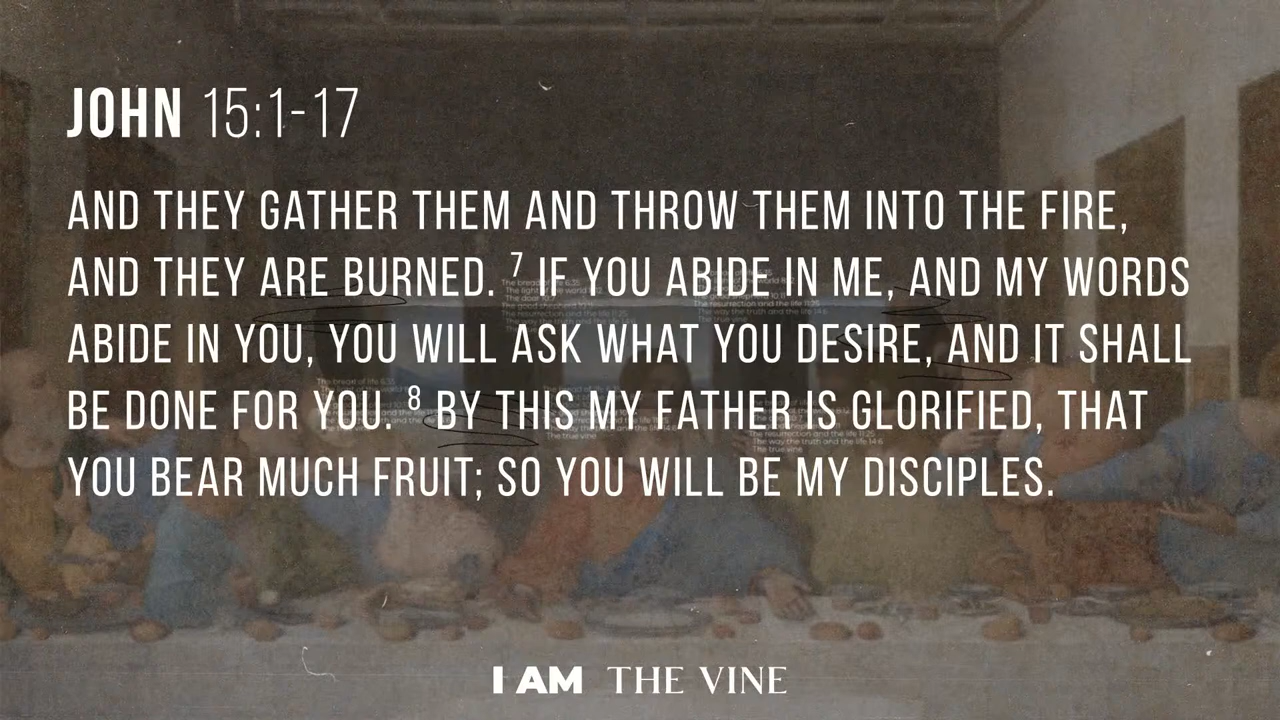 JOHN 15:1-17
AND THEY GATHER THEM AND THROW THEM INTO THE FIRE,
AND THEY ARE BURNED. 7 IF YOU ABIDE IN ME, AND MY WORDS
ABIDE IN YOU, YOU WILL ASK WHAT YOU DESIRE, AND IT SHALL
BE DONE FOR YOU. 8 BY THIS MY FATHER IS GLORIFIED, THAT
YOU BEAR MUCH FRUIT; SO YOU WILL BE MY DISCIPLES.
I AM THE VINE